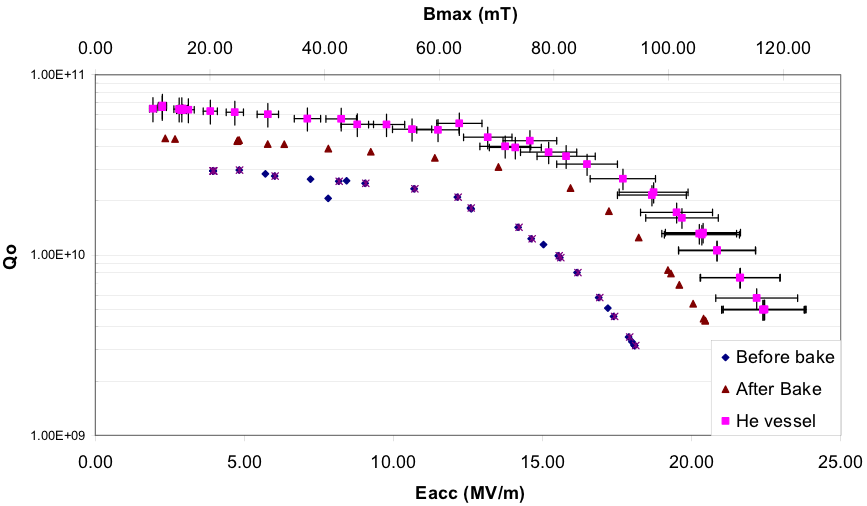 Bmax (mT)
0.00 20.00 40.00 60.00 80.00 100.00 120.00
1.00E+11
1.00E+10
1.00E+09
Qo
Before bake
After Bake
He vessel
0.00 5.00 10.00 15.00 20.00 25.00
Eacc (MV/m)